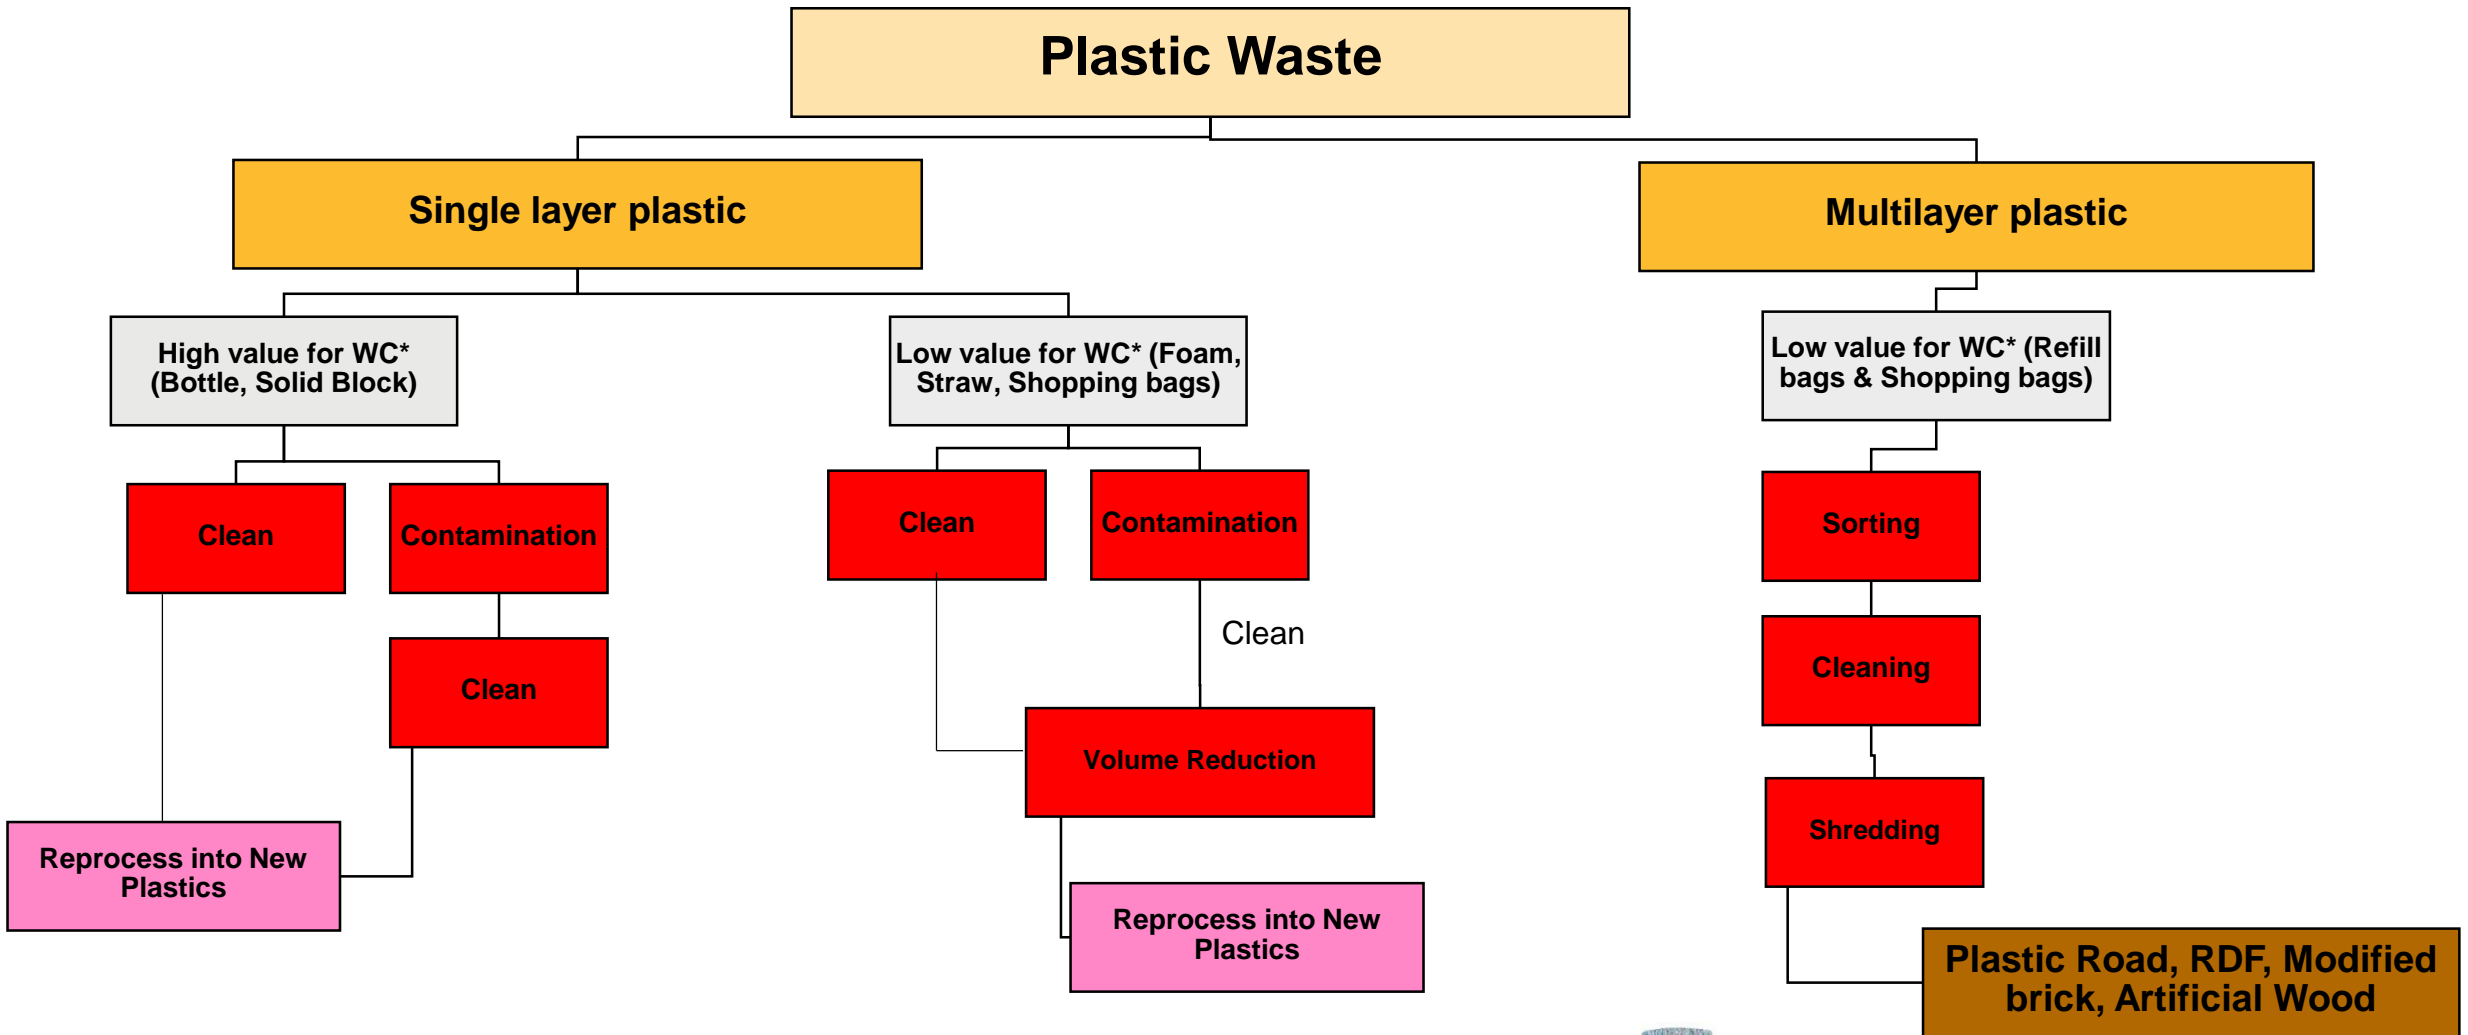 Plastic Waste
Single layer plastic
Multilayer plastic
High value for WC*
(Bottle, Solid Block)
Low value for WC* (Foam,
Straw, Shopping bags)
Low value for WC* (Refill
bags & Shopping bags)
Clean
Contamination
Clean
Contamination
Sorting
Clean
Cleaning
Clean
Volume Reduction
Shredding
Reprocess into New
Plastics
Reprocess into New
Plastics
Plastic Road, RDF, Modified
brick, Artificial Wood